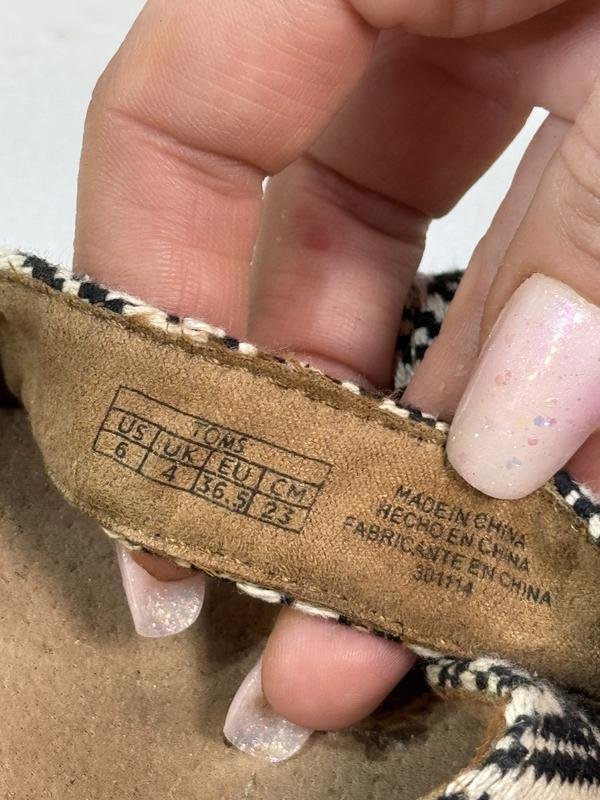 TOMS
US UK EU CM
6 4 36.5 23
MADE IN CHINA
HECHO EN CHINA
FABRICANTE EN CHINA
301114